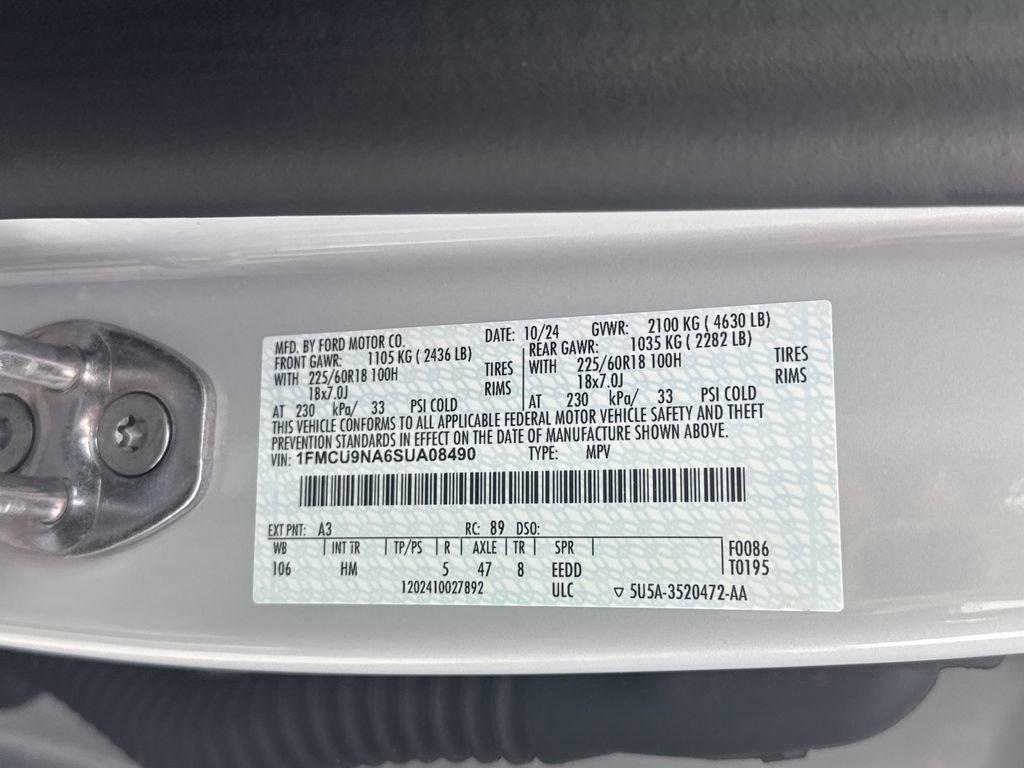 MFD. BY FORD MOTOR CO. DATE: 10/24 GVWR: 2100 KG ( 4630 LB)
FRONT GAWR: 1105 KG ( 2436 LB) REAR GAWR: 1035 KG ( 2282 LB)
WITH 225/60R18 100H TIRES WITH 225/60R18 100H TIRES
18x7.0J RIMS 18x7.0J RIMS
AT 230 kPa/ 33 PSI COLD AT 230 kPa/ 33 PSI COLD
THIS VEHICLE CONFORMS TO ALL APPLICABLE FEDERAL MOTOR VEHICLE SAFETY AND THEFT
PREVENTION STANDARDS IN EFFECT ON THE DATE OF MANUFACTURE SHOWN ABOVE.
VIN: 1FMCU9NA6SUA08490 TYPE: MPV
EXT PNT: A3 RC: 89 DSO:
WB INT TR TP/PS R AXLE TR SPR F0086
106 HM 5 47 8 EEDD T0195
1202410027892 ULC ▽ 5U5A-3520472-AA